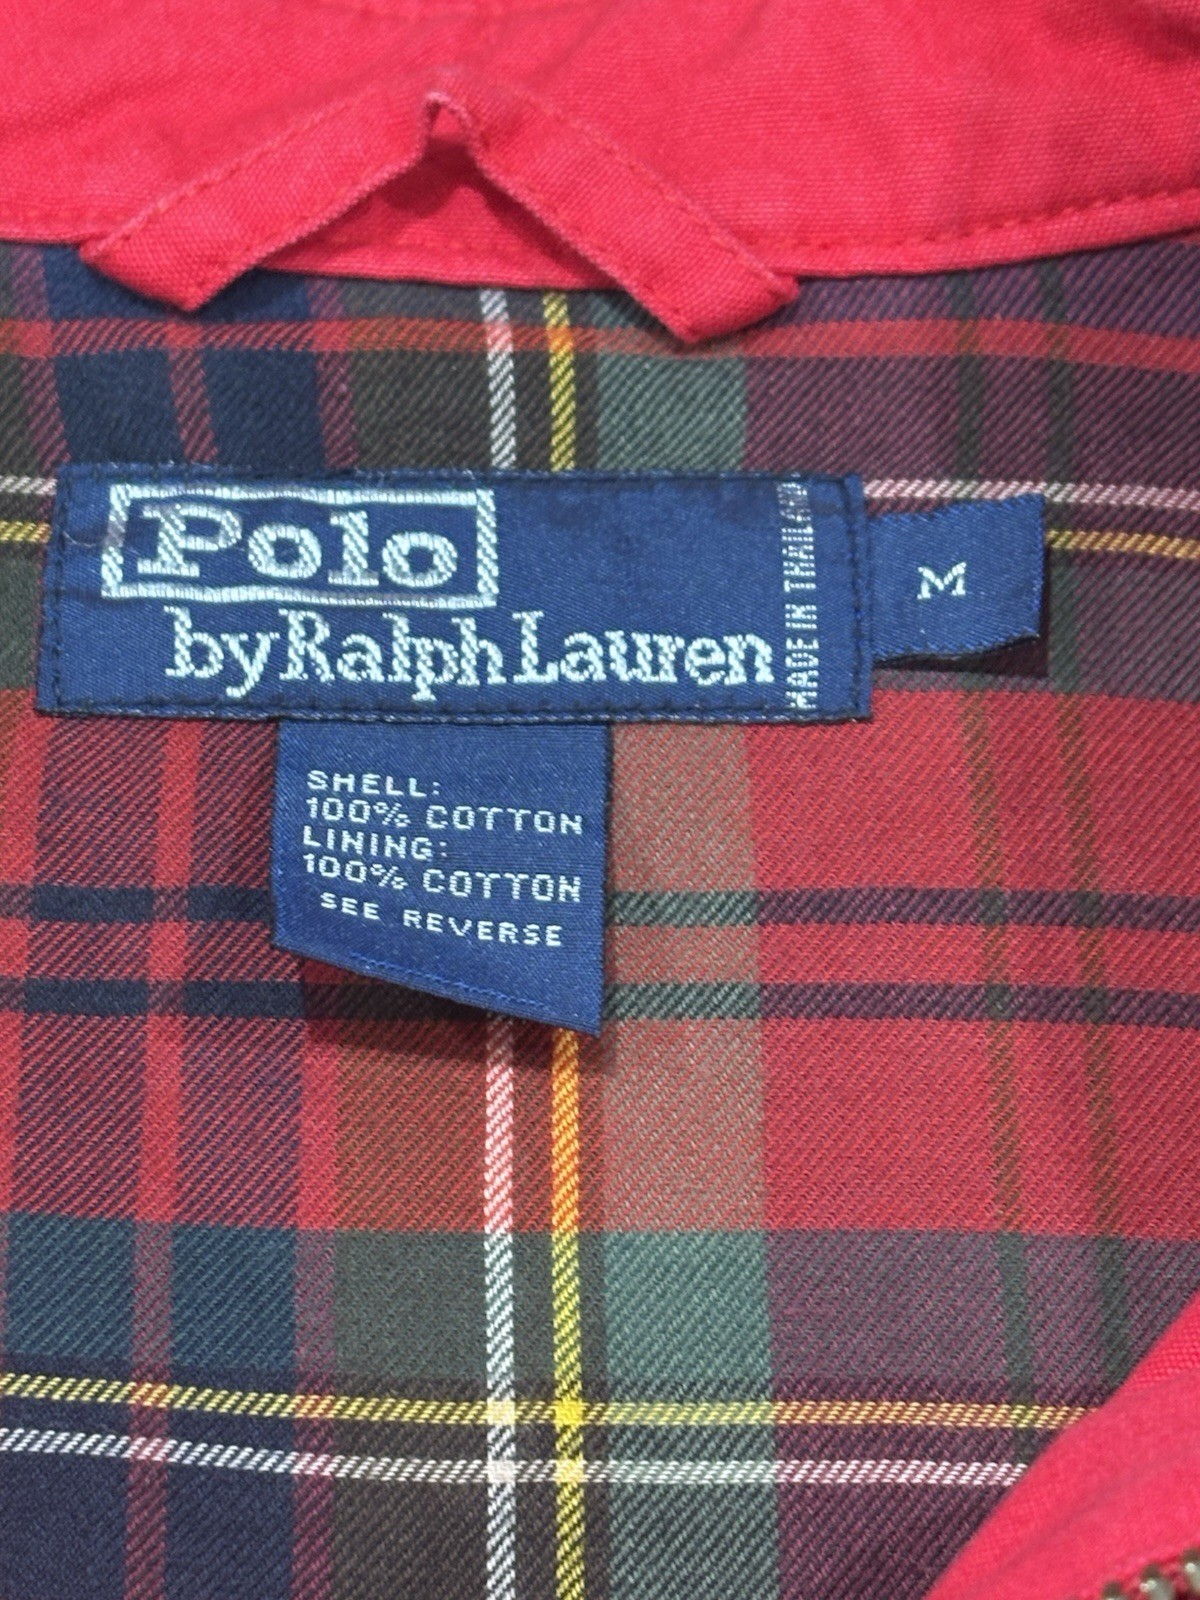 Polo
by Ralph Lauren
MADE IN THAILAND
M
SHELL:
100% COTTON
LINING:
100% COTTON
SEE REVERSE